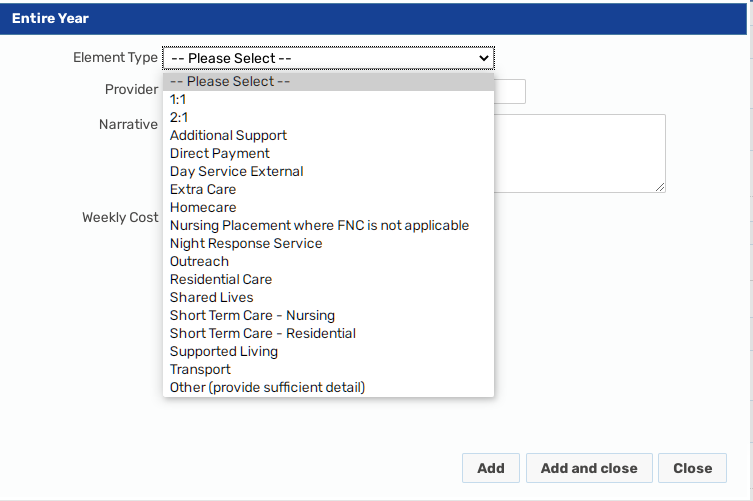 Entire Year
Element Type -- Please Select --
-- Please Select --
Provider
1:1
2:1
Narrative
Additional Support
Direct Payment
Day Service External
Extra Care
Homecare
Weekly Cost
Nursing Placement where FNC is not applicable
Night Response Service
Outreach
Residential Care
Shared Lives
Short Term Care - Nursing
Short Term Care - Residential
Supported Living
Transport
Other (provide sufficient detail)
Add Add and close Close